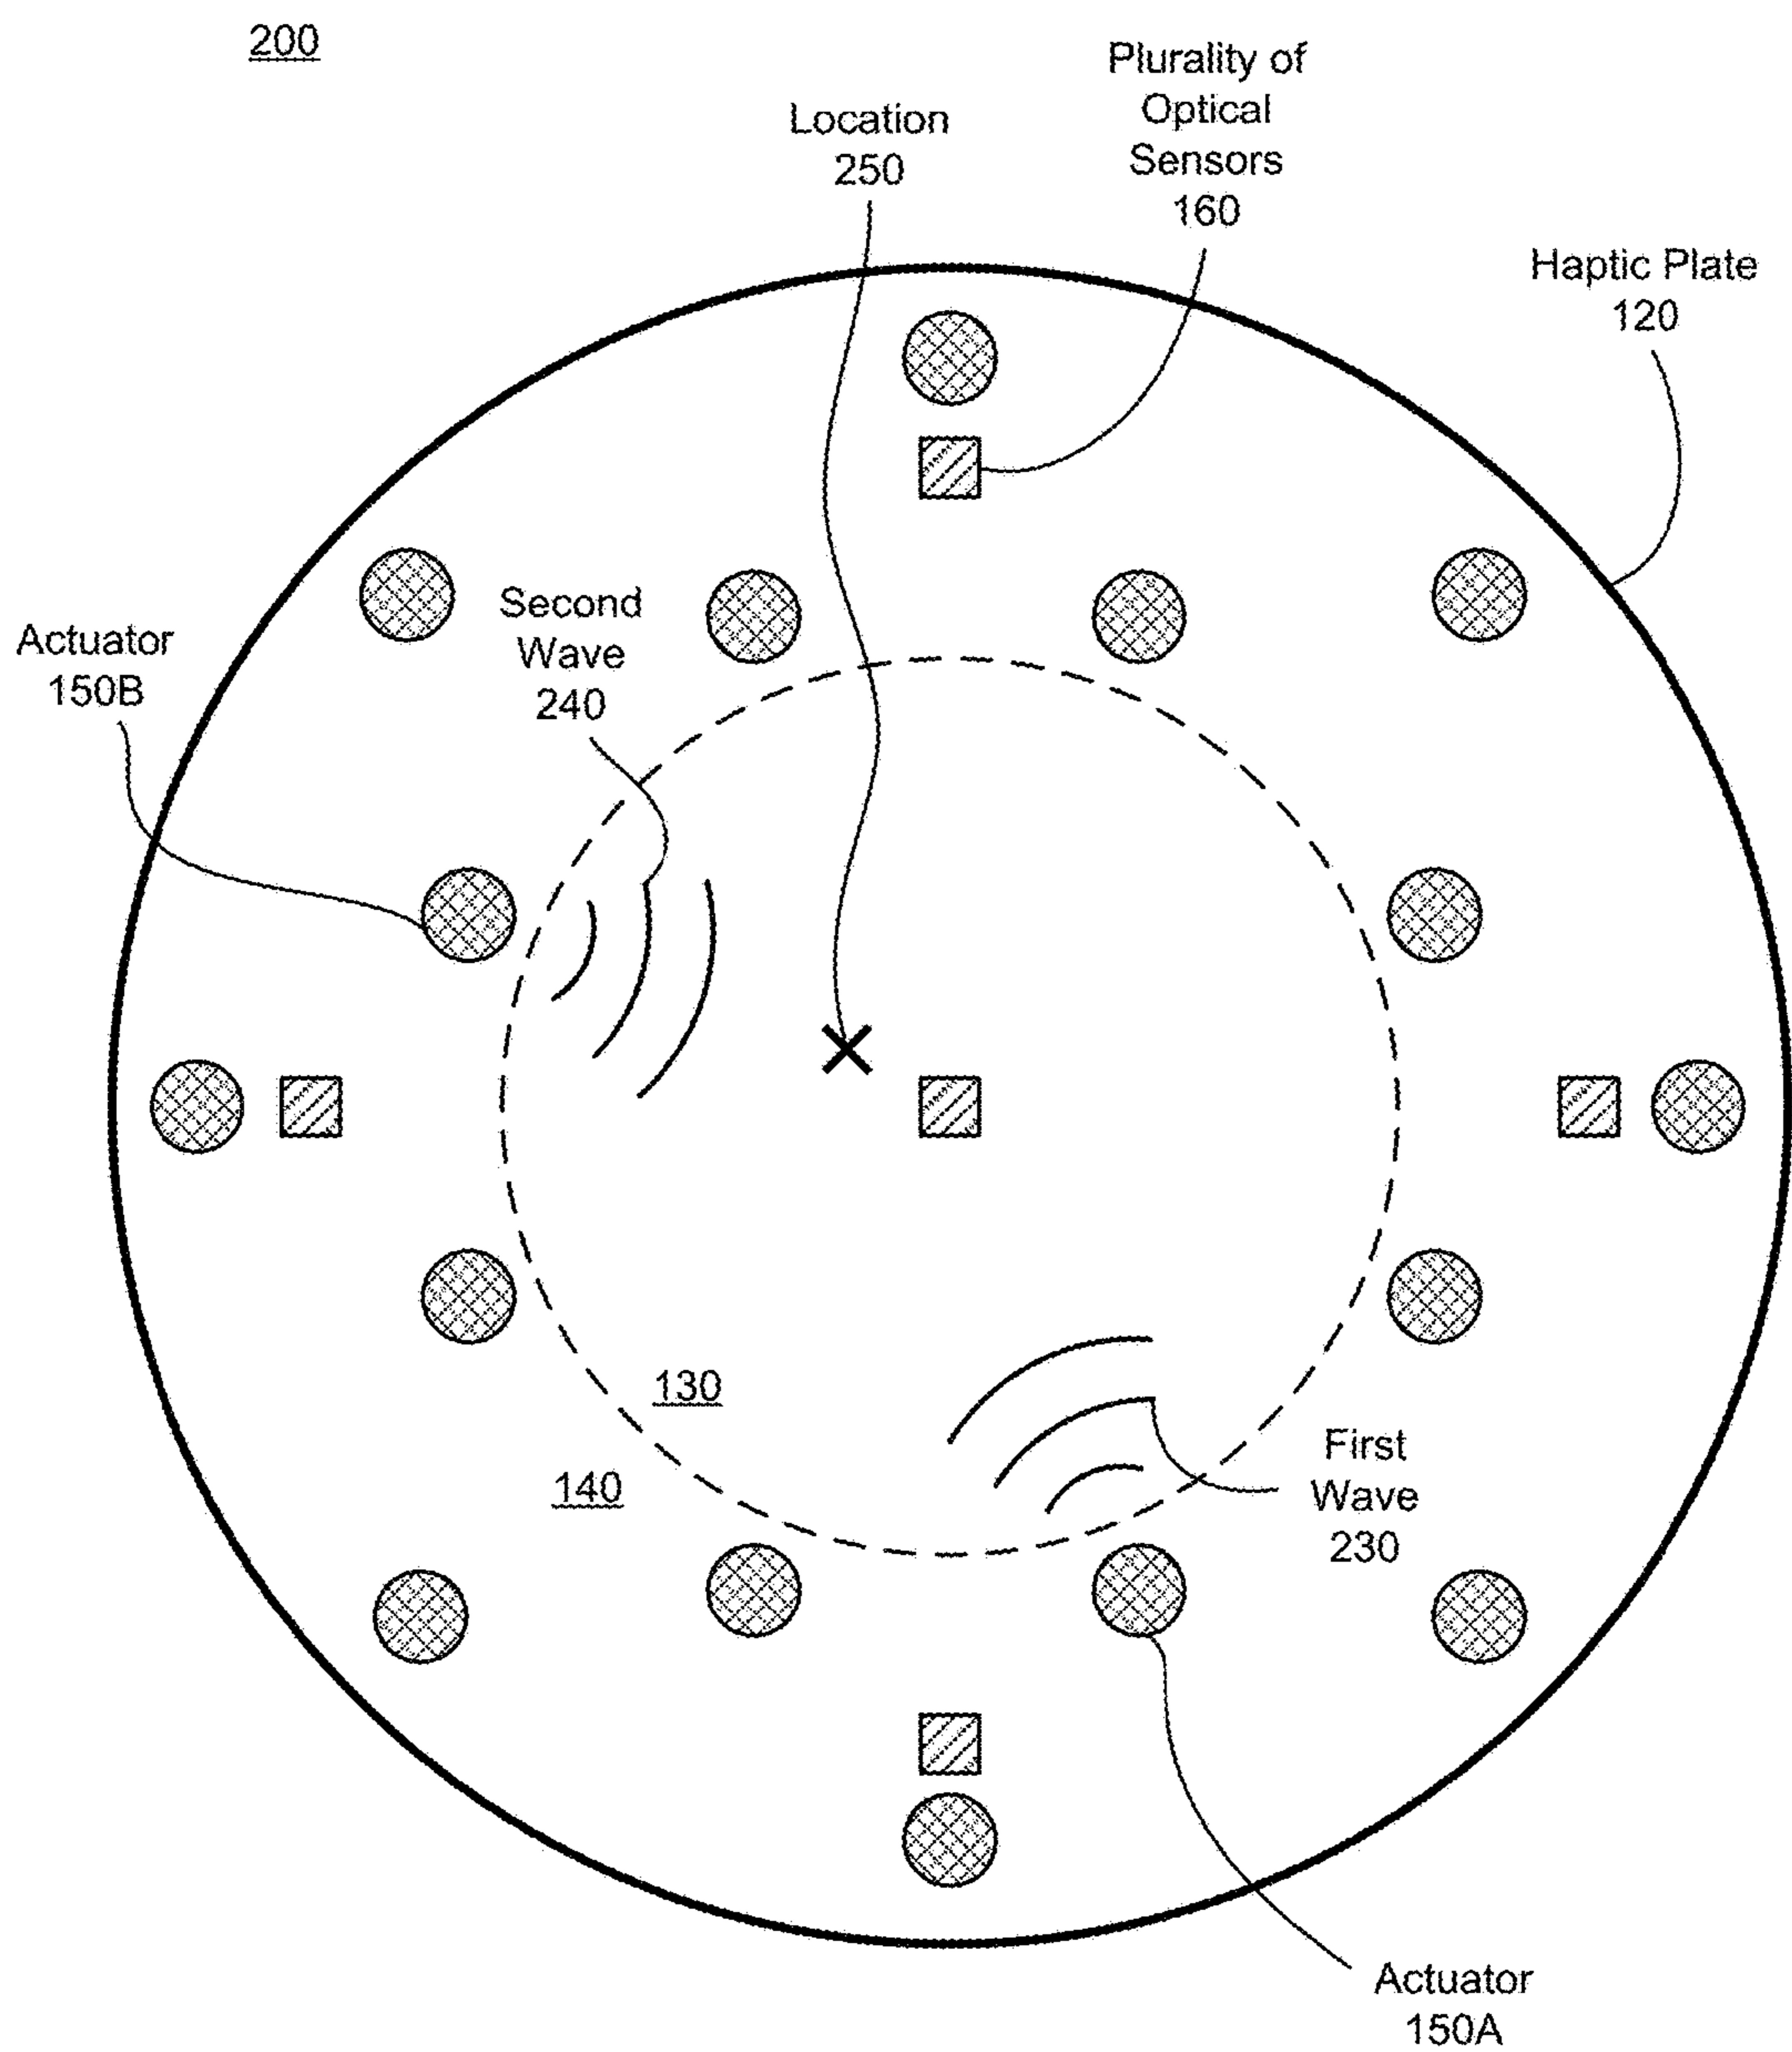 200
Plurality of
Optical
Sensors
160
Location
250
Haptic Plate
120
Second
Wave
240
Actuator
150B
130
140
First
Wave
230
Actuator
150A